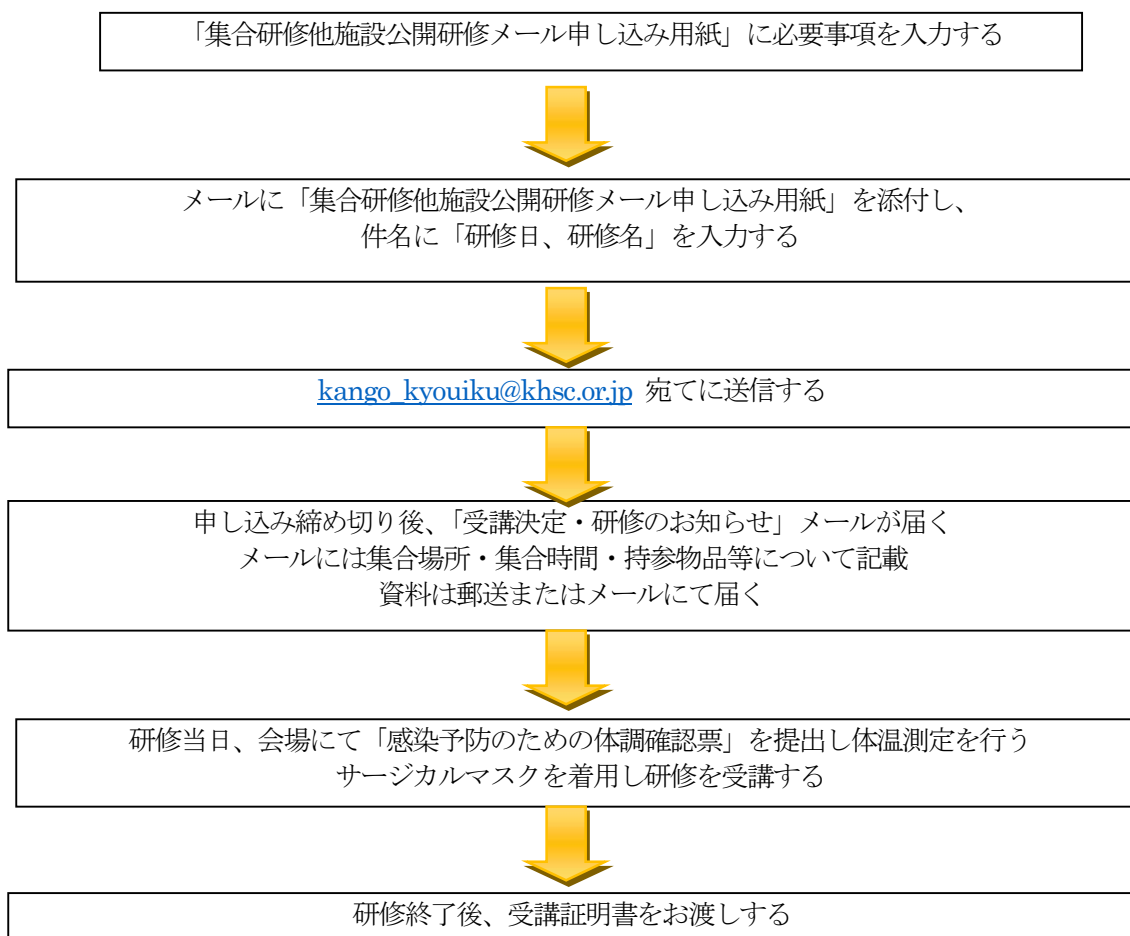 「集合研修他施設公開研修メール申し込み用紙」に必要事項を入力する
メールに「集合研修他施設公開研修メール申し込み用紙」を添付し、
件名に「研修日、研修名」を入力する
kango_kyouiku@khsc.or.jp 宛てに送信する
申し込み締め切り後、「受講決定・研修のお知らせ」メールが届く
メールには集合場所・集合時間・持参物品等について記載
資料は郵送またはメールにて届く
研修当日、会場にて「感染予防のための体調確認票」を提出し体温測定を行う
サージカルマスクを着用し研修を受講する
研修終了後、受講証明書をお渡しする